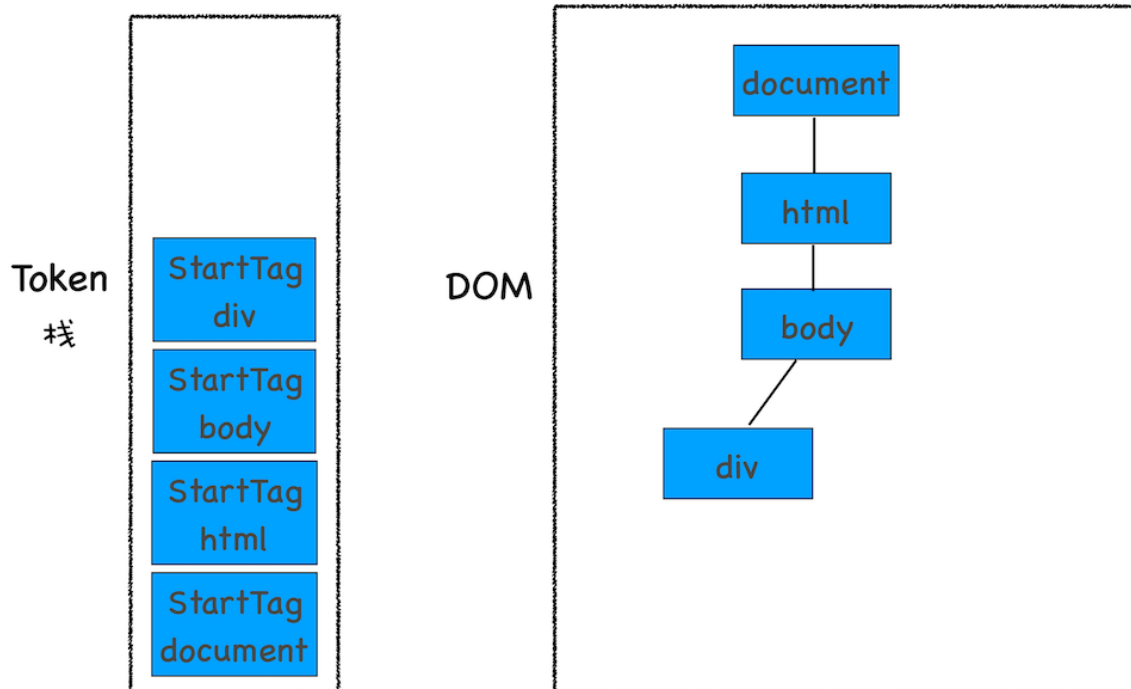 Token
栈
StartTag
div
StartTag
body
StartTag
html
StartTag
document
DOM
document
html
body
div